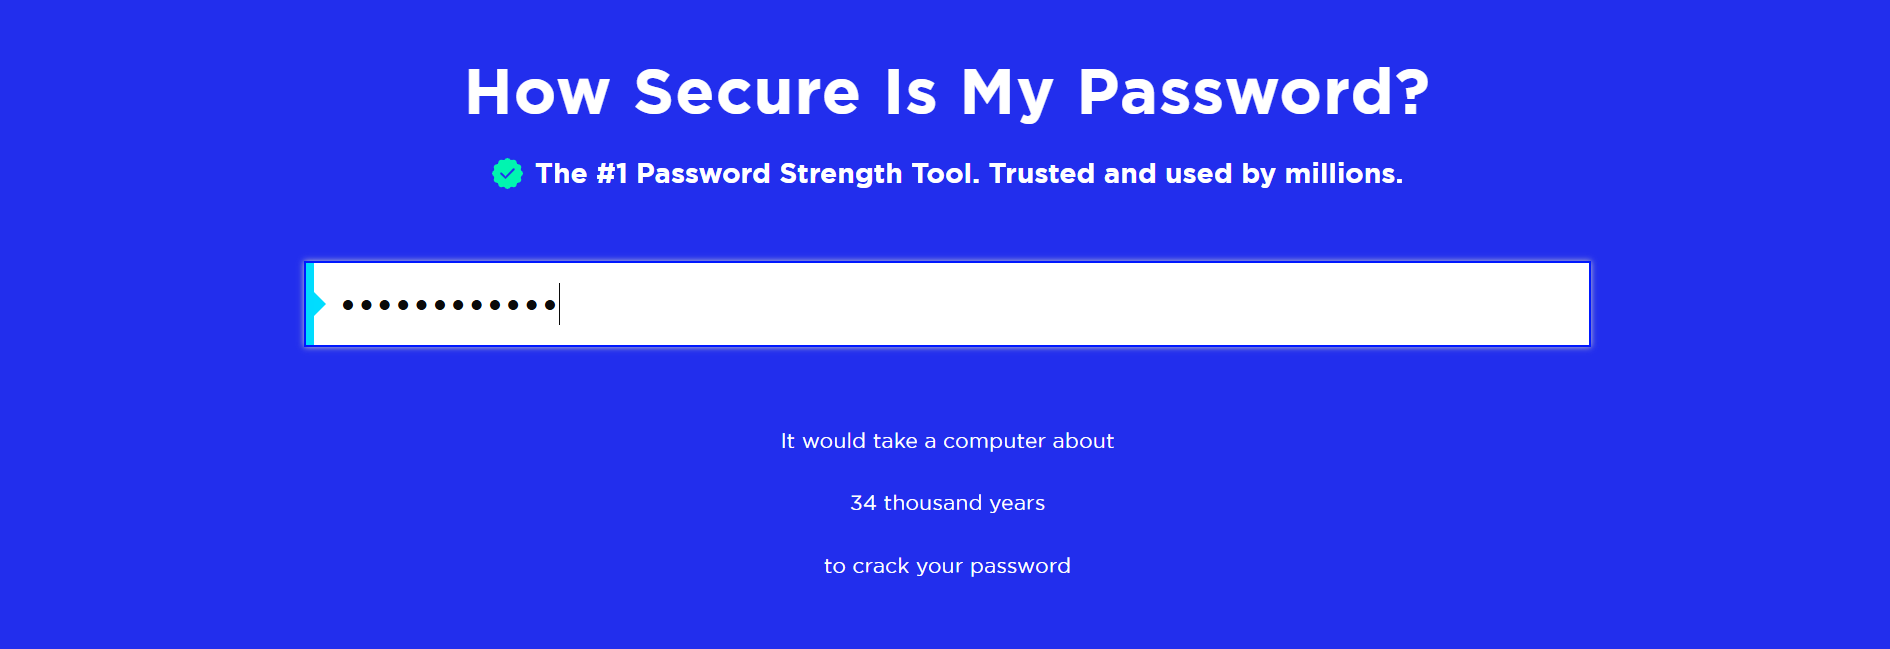 How Secure Is My Password?
The #1 Password Strength Tool. Trusted and used by millions.
••••••••••••
It would take a computer about
34 thousand years
to crack your password